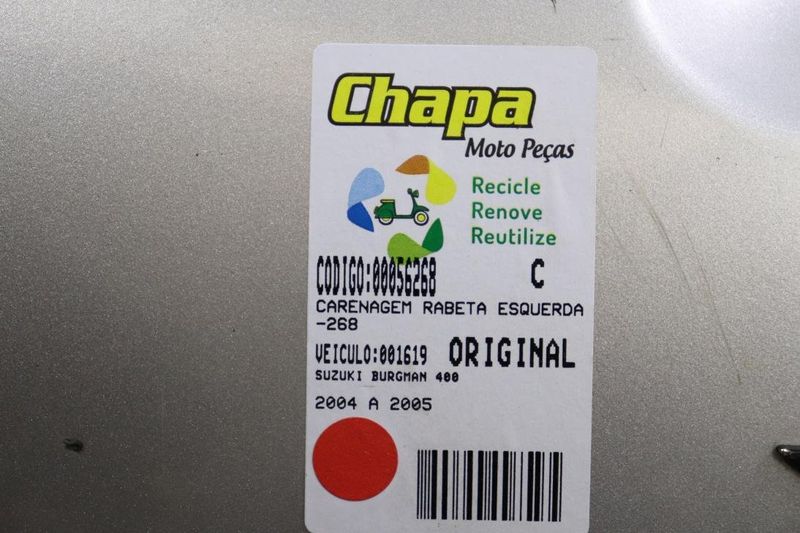 Chapa
Moto Peças
Recicle
Renove
Reutilize
CODIGO:00056268 C
CARENAGEM RABETA ESQUERDA
-268
VEICULO:001619 ORIGINAL
SUZUKI BURGMAN 400
2004 A 2005